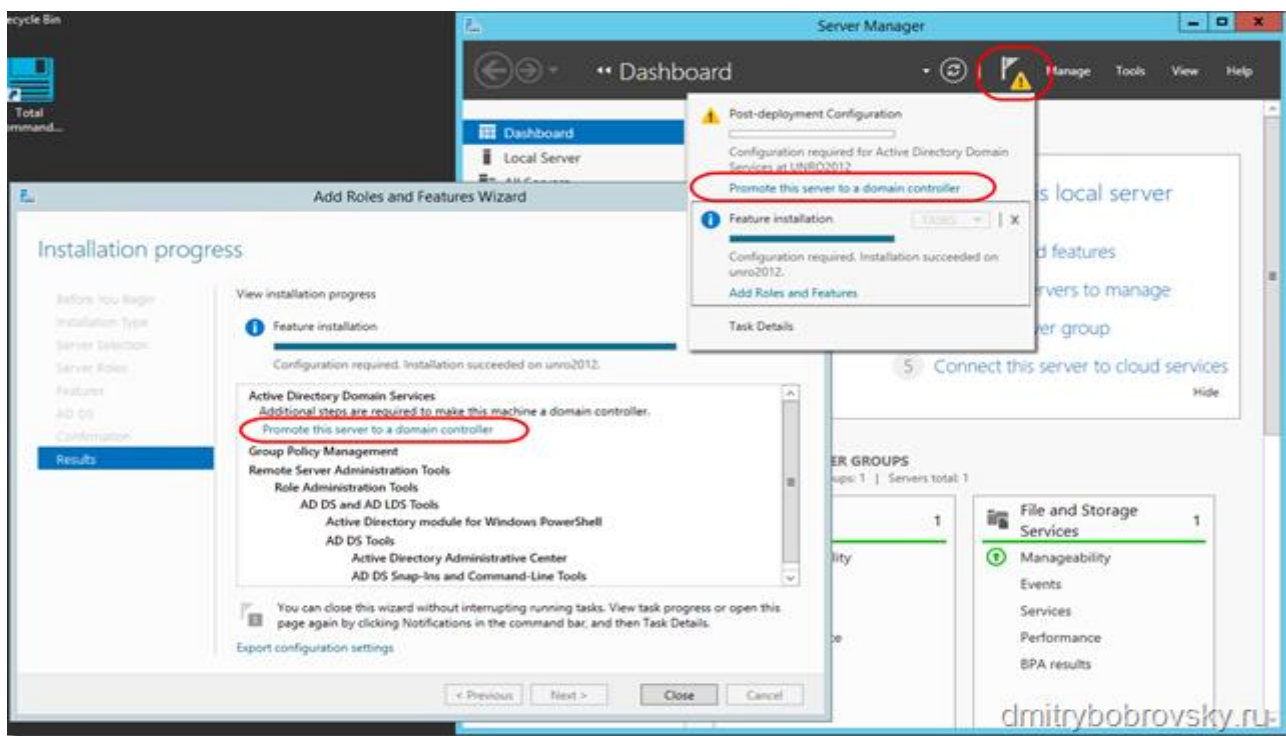 ecycle Bin
Total
ommand...
Server Manager
Dashboard
Manage Tools View Help
Dashboard
Local Server
All Servers
Post-deployment Configuration
Configuration required for Active Directory Domain
Services at UNRO2012
Promote this server to a domain controller
Feature installation
TASKS
X
Configuration required. Installation succeeded on
unro2012.
Add Roles and Features
Task Details
s local server
d features
rvers to manage
er group
5 Connect this server to cloud services
Hide
ER GROUPS
ups: 1 | Servers total: 1
1
lity
ce
File and Storage
Services
1
Manageability
Events
Services
Performance
BPA results
Add Roles and Features Wizard
Installation progress
Before You Begin
Installation Type
Server Selection
Server Roles
Features
AD DS
Confirmation
Results
View installation progress
Feature installation
Configuration required. Installation succeeded on unro2012.
Active Directory Domain Services
Additional steps are required to make this machine a domain controller.
Promote this server to a domain controller
Group Policy Management
Remote Server Administration Tools
Role Administration Tools
AD DS and AD LDS Tools
Active Directory module for Windows PowerShell
AD DS Tools
Active Directory Administrative Center
AD DS Snap-Ins and Command-Line Tools
You can close this wizard without interrupting running tasks. View task progress or open this
page again by clicking Notifications in the command bar, and then Task Details.
Export configuration settings
< Previous Next > Close Cancel
dmitrybobrovsky.ru